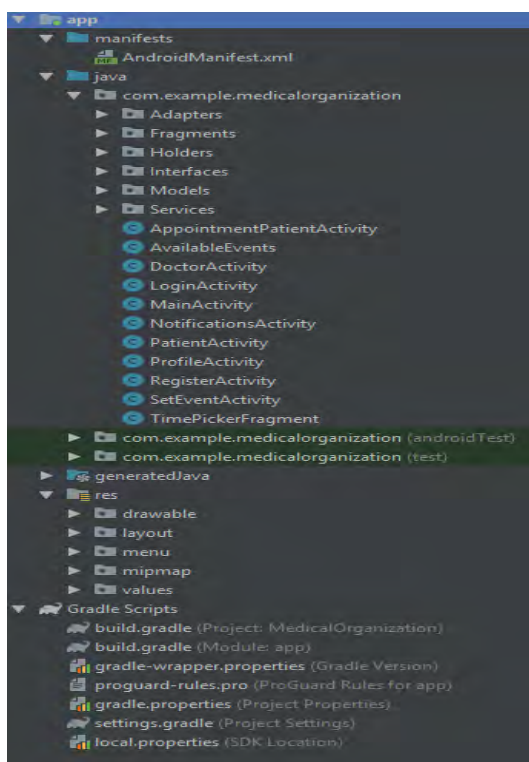 app
manifests
AndroidManifest.xml
java
com.example.medicalorganization
Adapters
Fragments
Holders
Interfaces
Models
Services
AppointmentPatientActivity
AvailableEvents
DoctorActivity
LoginActivity
MainActivity
NotificationsActivity
PatientActivity
ProfileActivity
RegisterActivity
SetEventActivity
TimePickerFragment
com.example.medicalorganization (androidTest)
com.example.medicalorganization (test)
generatedJava
res
drawable
layout
menu
mipmap
values
Gradle Scripts
build.gradle (Project: MedicalOrganization)
build.gradle (Module: app)
gradle-wrapper.properties (Gradle Version)
proguard-rules.pro (ProGuard Rules for app)
gradle.properties (Project Properties)
settings.gradle (Project Settings)
local.properties (SDK Location)